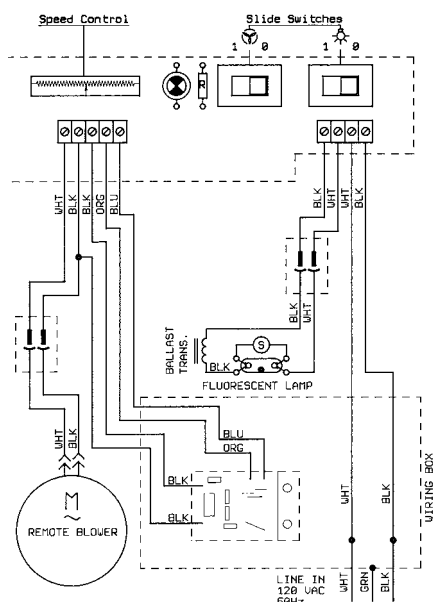 Speed Control
Slide Switches
1 0
1 0
R
WHT
BLK
BLK
ORG
BLU
BLK
WHT
WHT
BLK
BLK
WHT
BALLAST
TRANS.
S
BLK
FLUORESCENT LAMP
WHT
BLK
BLU
ORG
BLK
BLK
M
~
REMOTE BLOWER
WHT
BLK
WIRING BOX
LINE IN
120 VAC
60Hz
WHT
GRN
BLK